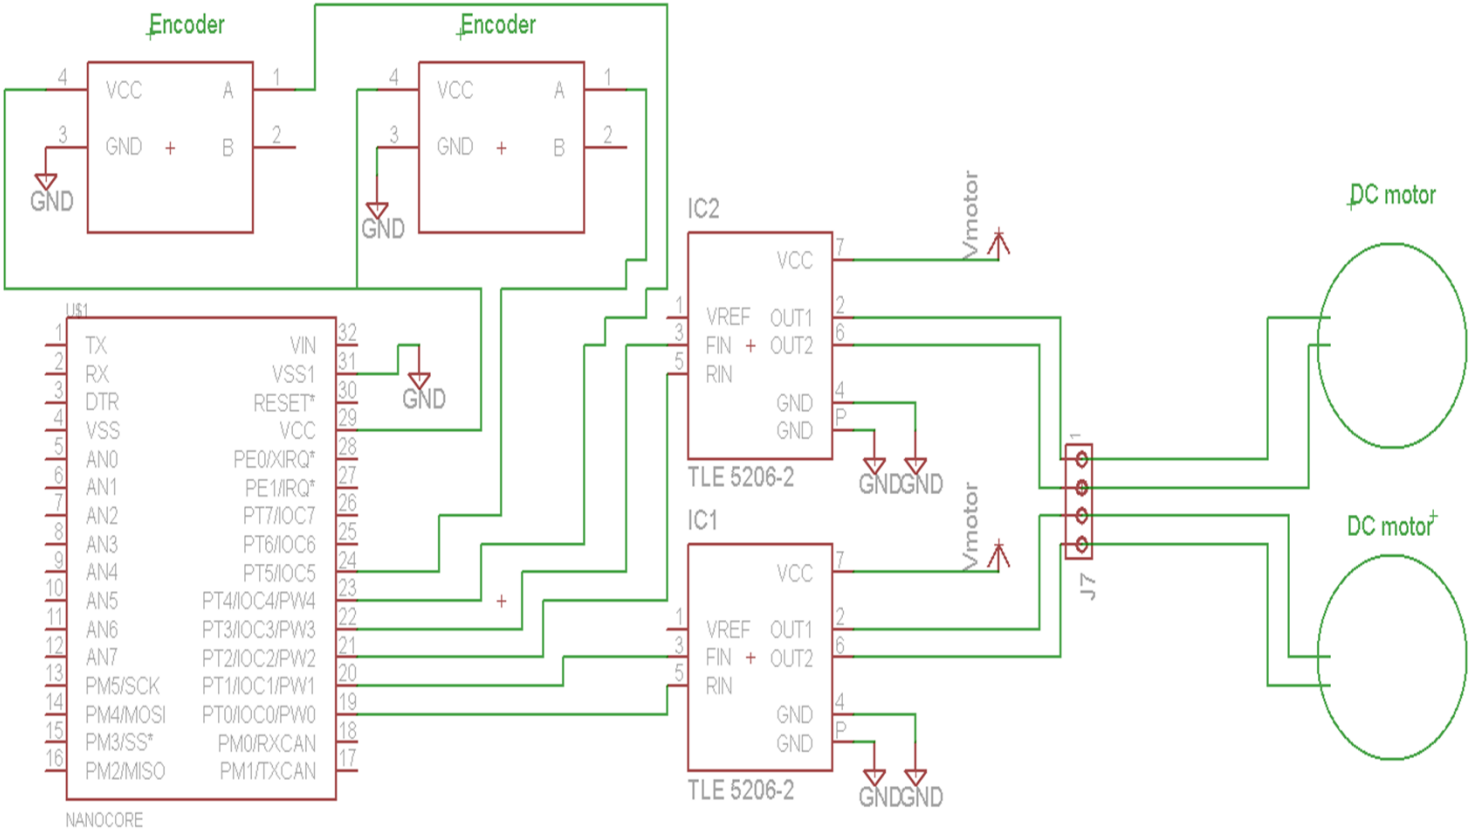 Encoder
4 VCC A 1
3 GND B 2
GND
Encoder
4 VCC A 1
3 GND B 2
GND
U$1
1 TX VIN 32
2 RX VSS1 31
3 DTR RESET* 30
4 VSS VCC 29
5 AN0 PE0/XIRQ* 28
6 AN1 PE1/IRQ* 27
7 AN2 PT7/IOC7 26
8 AN3 PT6/IOC6 25
9 AN4 PT5/IOC5 24
10 AN5 PT4/IOC4/PW4 23
11 AN6 PT3/IOC3/PW3 22
12 AN7 PT2/IOC2/PW2 21
13 PM5/SCK PT1/IOC1/PW1 20
14 PM4/MOSI PT0/IOC0/PW0 19
15 PM3/SS* PM0/RXCAN 18
16 PM2/MISO PM1/TXCAN 17
NANOCORE
GND
IC2
VCC 7
1 VREF OUT1 2
3 FIN OUT2 6
5 RIN
GND 4
GND P
TLE 5206-2
Vmotor
GND GND
IC1
VCC 7
1 VREF OUT1 2
3 FIN OUT2 6
5 RIN
GND 4
GND P
TLE 5206-2
Vmotor
GND GND
1
J7
DC motor
DC motor